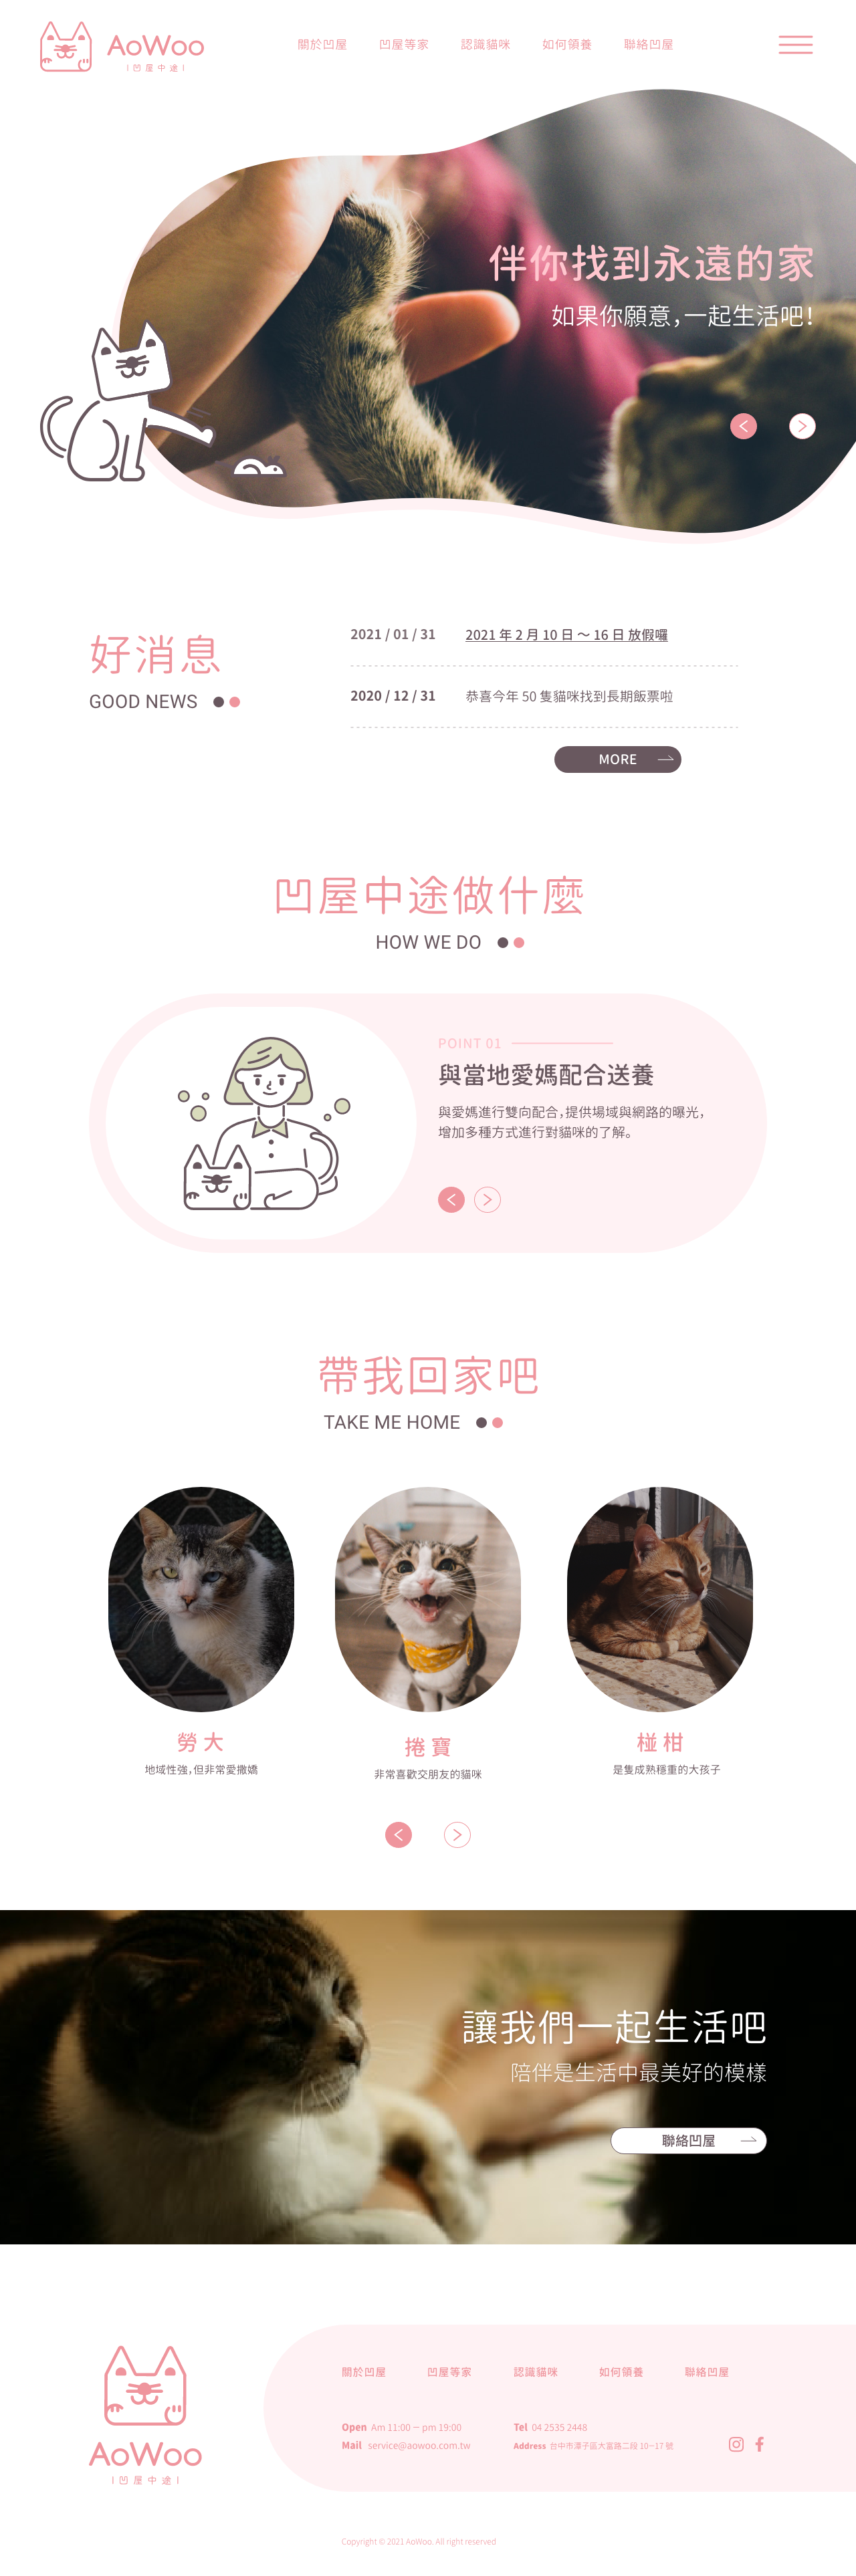 AoWoo
凹屋中途
關於凹屋
凹屋等家
認識貓咪
如何領養
聯絡凹屋
伴你找到永遠的家
如果你願意，一起生活吧！
好消息
GOOD NEWS
2021 / 01 / 31
2021 年 2 月 10 日 ～ 16 日 放假囉
2020 / 12 / 31
恭喜今年 50 隻貓咪找到長期飯票啦
MORE
凹屋中途做什麼
HOW WE DO
POINT 01
與當地愛媽配合送養
與愛媽進行雙向配合，提供場域與網路的曝光，
增加多種方式進行對貓咪的了解。
帶我回家吧
TAKE ME HOME
勞大
地域性強，但非常愛撒嬌
捲寶
非常喜歡交朋友的貓咪
椪柑
是隻成熟穩重的大孩子
讓我們一起生活吧
陪伴是生活中最美好的模樣
聯絡凹屋
AoWoo
凹屋中途
關於凹屋
凹屋等家
認識貓咪
如何領養
聯絡凹屋
Open Am 11:00 – pm 19:00
Tel 04 2535 2448
Mail service@aowoo.com.tw
Address 台中市潭子區大富路二段 10-17 號
Copyright © 2021 AoWoo. All right reserved